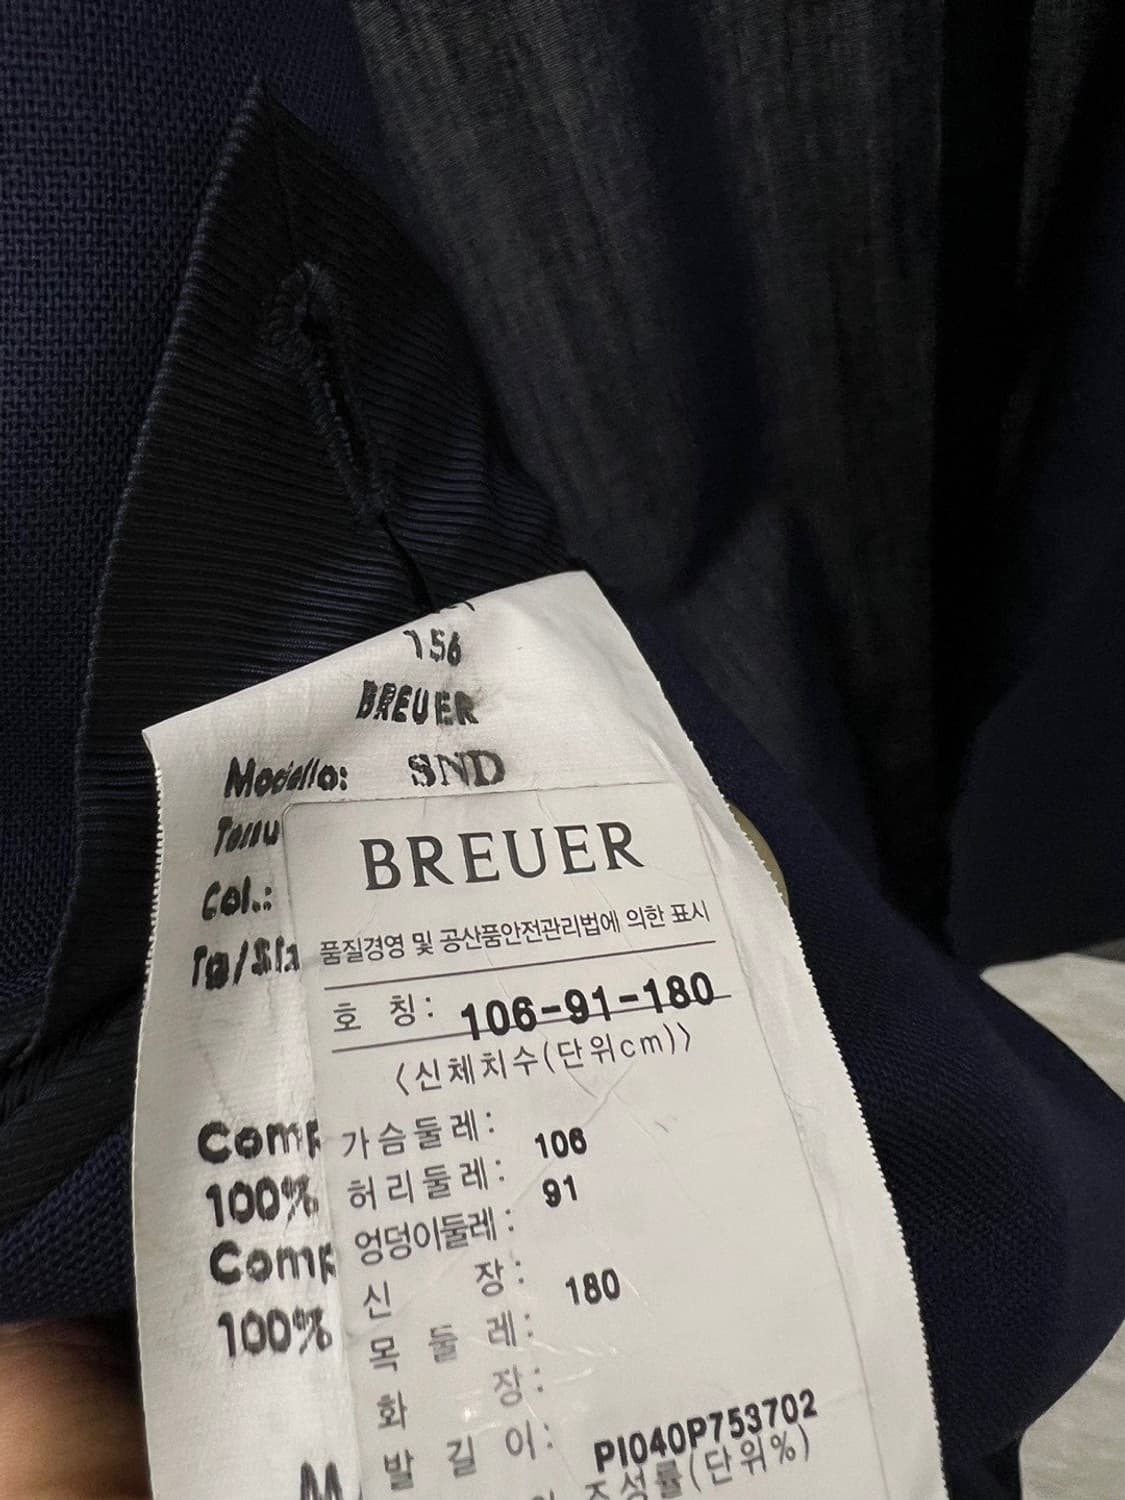 156
BREUER
Modello: SND
Col.:
BREUER
품질경영 및 공산품안전관리법에 의한 표시
호 칭: 106-91-180
<신체치수(단위cm)>
가슴둘레: 106
허리둘레: 91
엉덩이둘레:
신 장: 180
목 둘 레:
화 장:
발 길 이:
PI040P753702
100%
100%